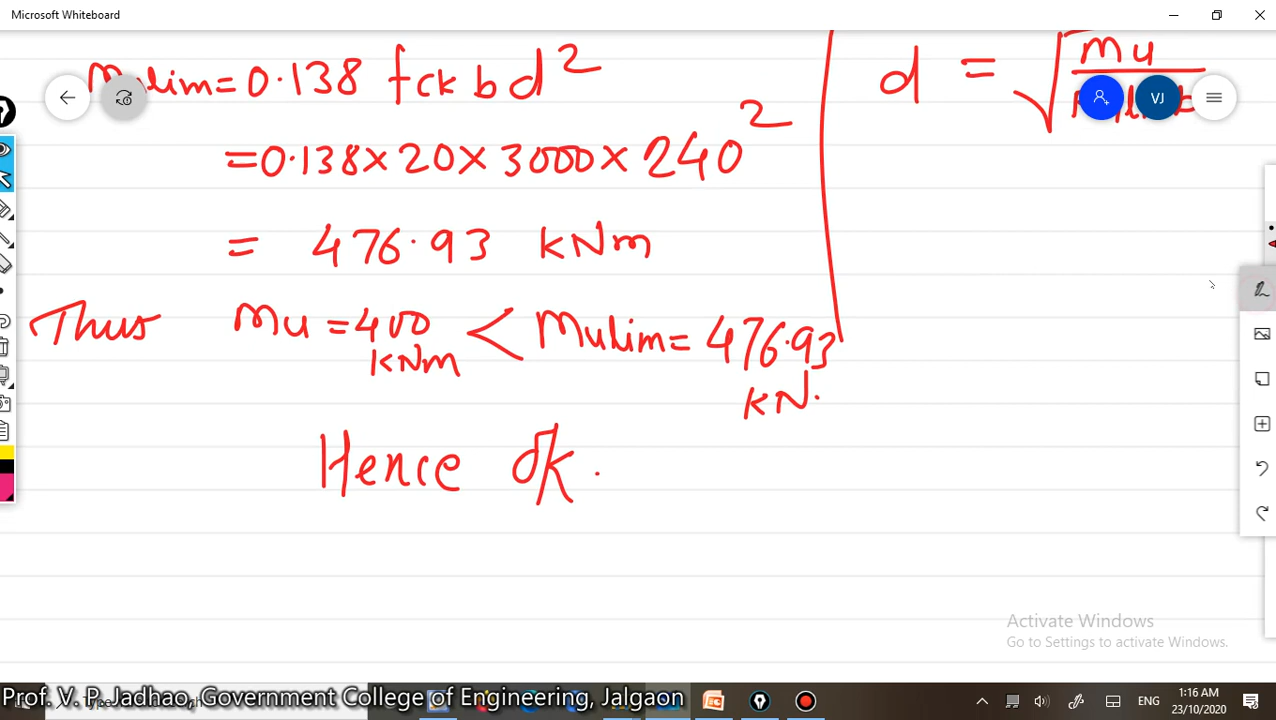 Microsoft Whiteboard
Mulim = 0.138 fck b d²
= 0.138 × 20 × 3000 × 240²
= 476.93 kNm
Thus Mu = 400 kNm < Mulim = 476.93 kN.
Hence ok.
d = √ Mu
VJ
Activate Windows
Go to Settings to activate Windows.
Prof. V. P. Jadhao, Government College of Engineering, Jalgaon
ENG
1:16 AM
23/10/2020